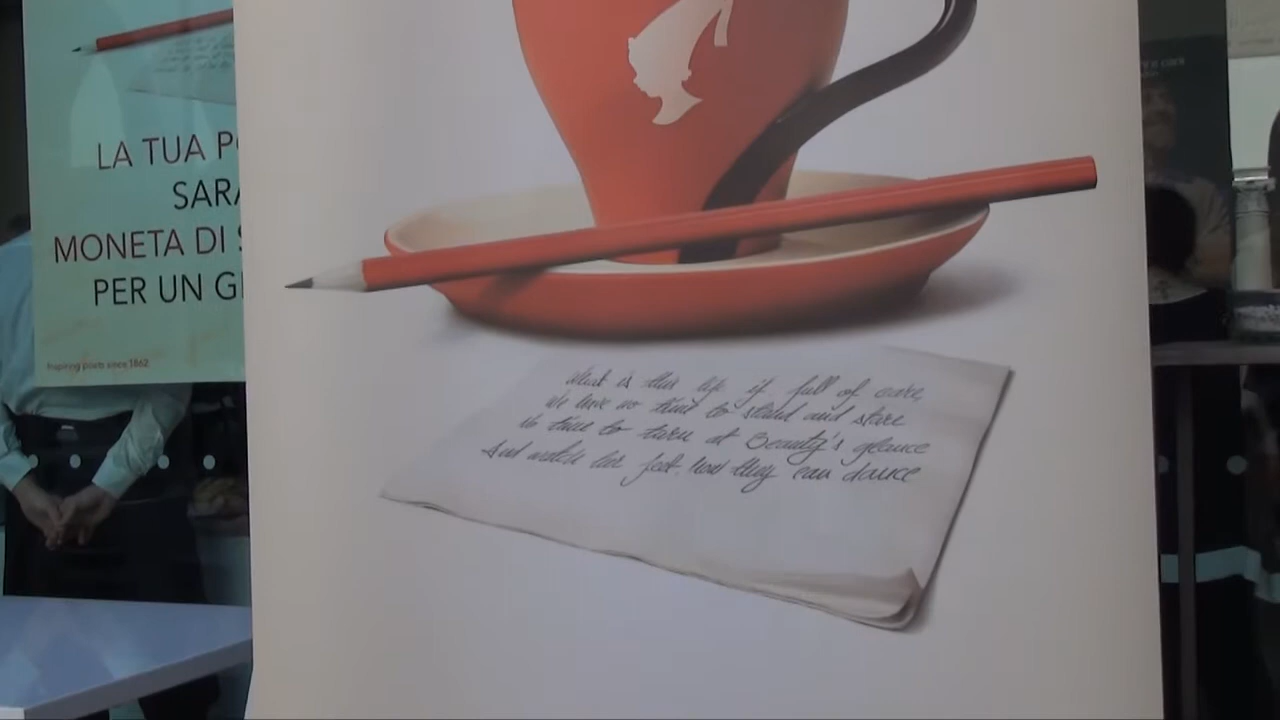 LA TUA P
SARA
MONETA DI S
PER UN G
Inspiring poets since 1862
What is this life if full of care,
We have no time to stand and stare
No time to turn at Beauty's glance
And watch her feet how they can dance